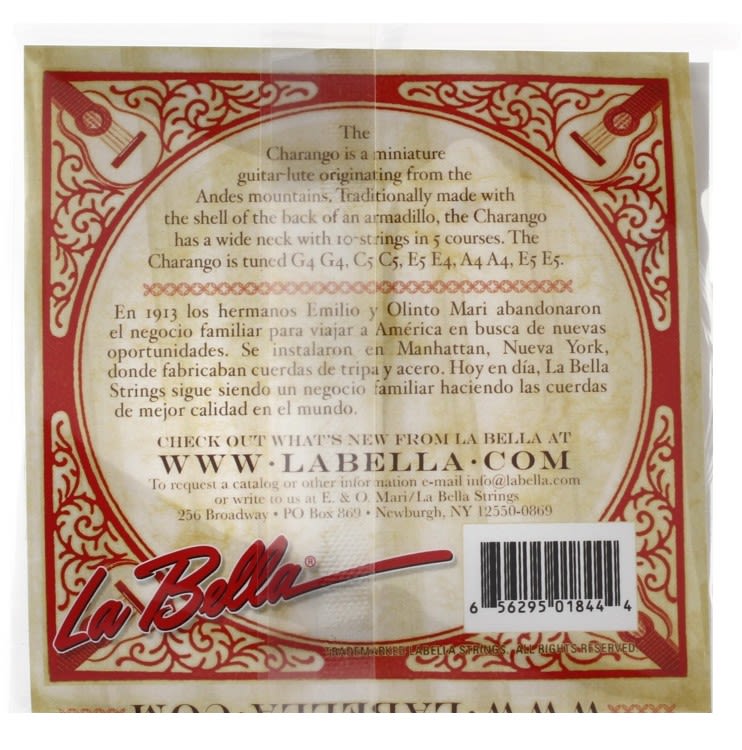 The
Charango is a miniature
guitar-lute originating from the
Andes mountains. Traditionally made with
the shell of the back of an armadillo, the Charango
has a wide neck with 10-strings in 5 courses. The
Charango is tuned G4 G4, C5 C5, E5 E4, A4 A4, E5 E5.
En 1913 los hermanos Emilio y Olinto Mari abandonaron
el negocio familiar para viajar a América en busca de nuevas
oportunidades. Se instalaron en Manhattan, Nueva York,
donde fabricaban cuerdas de tripa y acero. Hoy en día, La Bella
Strings sigue siendo un negocio familiar haciendo las cuerdas
de mejor calidad en el mundo.
CHECK OUT WHAT'S NEW FROM LA BELLA AT
WWW·LABELLA·COM
To request a catalog or other information e-mail info@labella.com
or write to us at E. & O. Mari/La Bella Strings
256 Broadway • PO Box 869 • Newburgh, NY 12550-0869
La Bella®
6 56295 01844 4
TRADEMARKED LABELLA STRINGS. ALL RIGHTS RESERVED.
WWW·LABELLA·COM